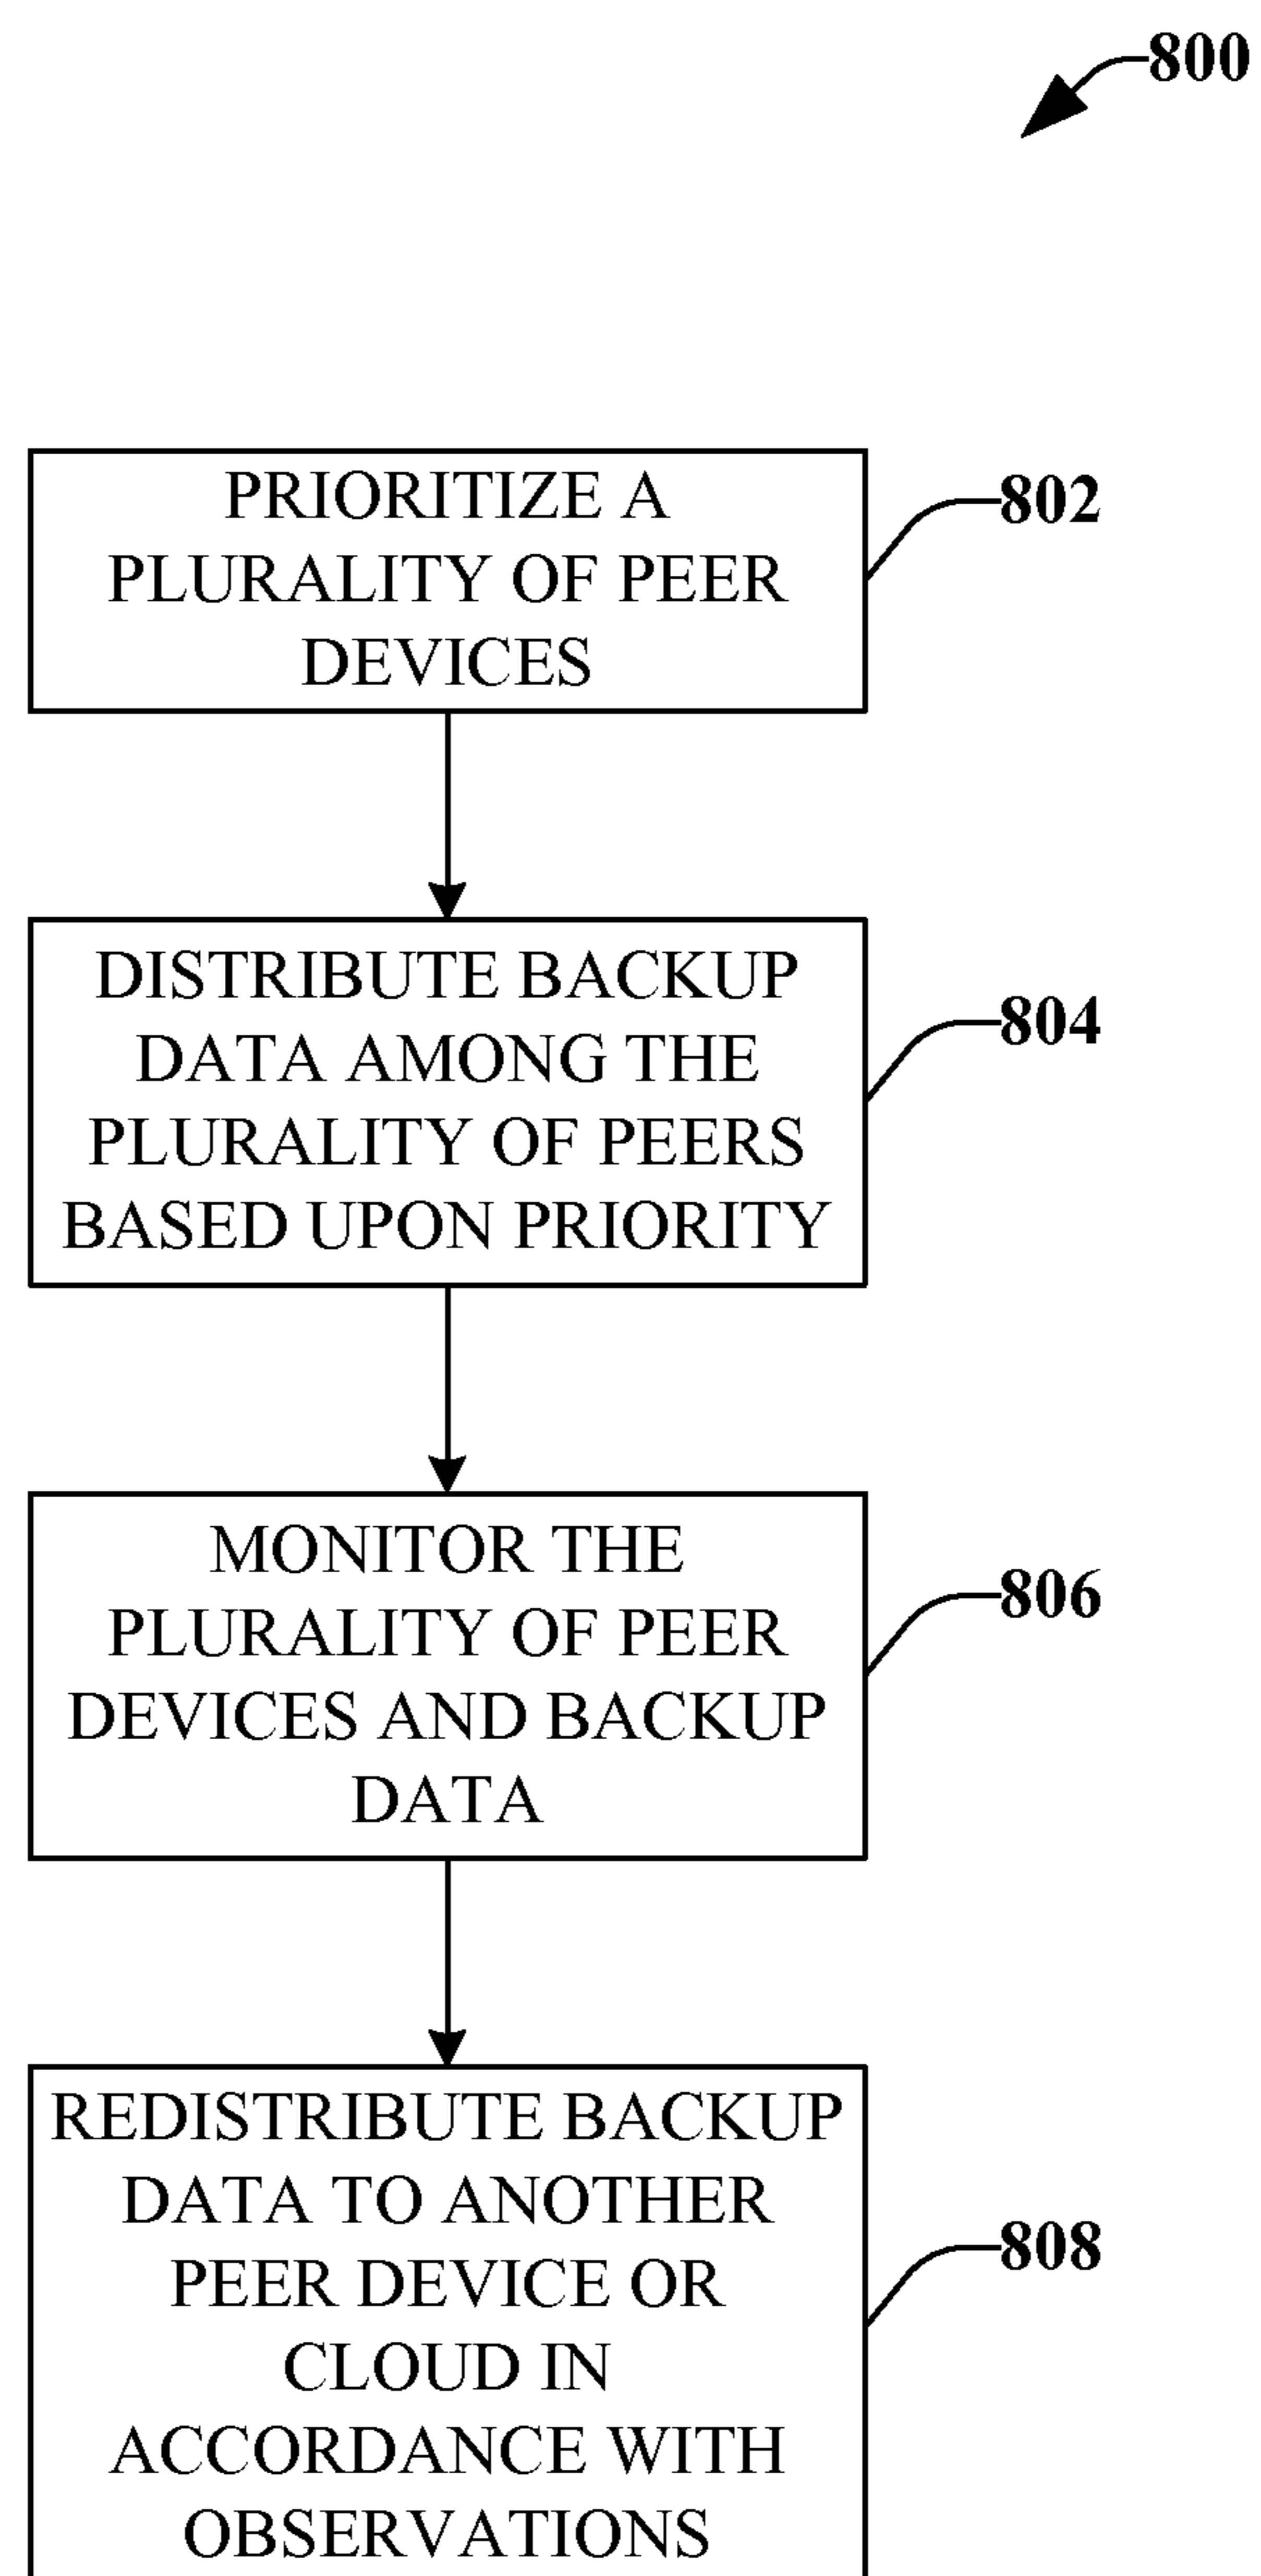 800
PRIORITIZE A
PLURALITY OF PEER
DEVICES
802
DISTRIBUTE BACKUP
DATA AMONG THE
PLURALITY OF PEERS
BASED UPON PRIORITY
804
MONITOR THE
PLURALITY OF PEER
DEVICES AND BACKUP
DATA
806
REDISTRIBUTE BACKUP
DATA TO ANOTHER
PEER DEVICE OR
CLOUD IN
ACCORDANCE WITH
OBSERVATIONS
808